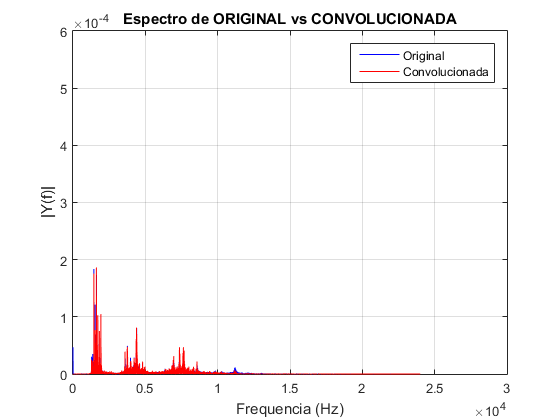 Espectro de ORIGINAL vs CONVOLUCIONADA
×10⁻⁴
6
5
4
3
2
1
0
|Y(f)|
Original
Convolucionada
0 0.5 1 1.5 2 2.5 3
Frequencia (Hz)
×10⁴